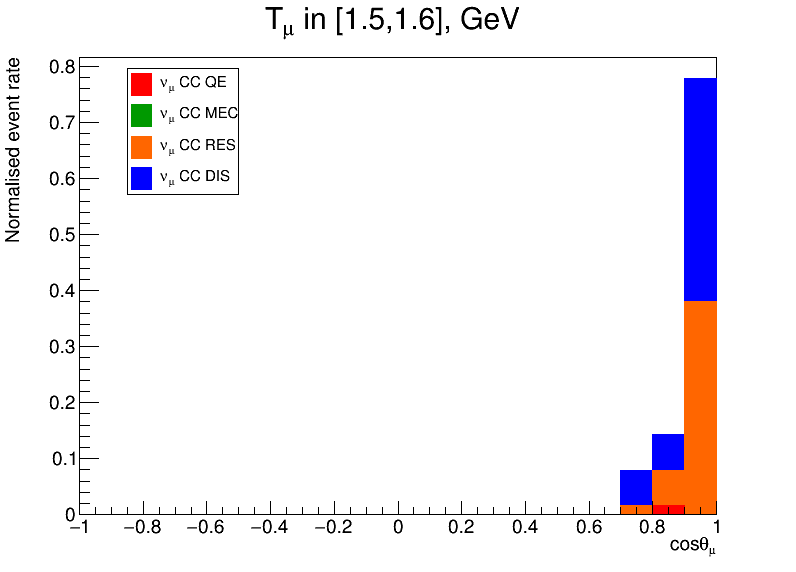 Tμ in [1.5,1.6], GeV
Normalised event rate
0.8
0.7
0.6
0.5
0.4
0.3
0.2
0.1
0
νμ CC QE
νμ CC MEC
νμ CC RES
νμ CC DIS
−1 −0.8 −0.6 −0.4 −0.2 0 0.2 0.4 0.6 0.8 1
cosθμ